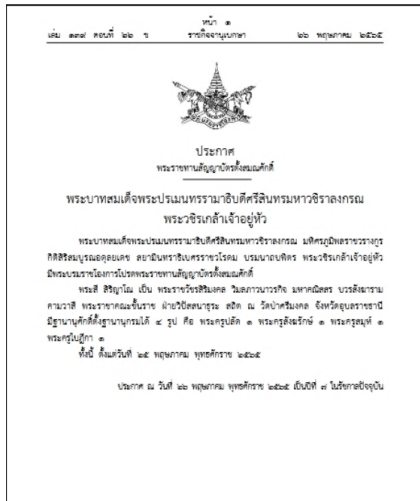 หน้า ๑
เล่ม ๑๓๙ ตอนที่ ๒๒ ข ราชกิจจานุเบกษา ๒๖ พฤษภาคม ๒๕๖๕
ประกาศ
พระราชทานสัญญาบัตรตั้งสมณศักดิ์
พระบาทสมเด็จพระปรเมนทรรามาธิบดีศรีสินทรมหาวชิราลงกรณ
พระวชิรเกล้าเจ้าอยู่หัว
พระบาทสมเด็จพระปรเมนทรรามาธิบดีศรีสินทรมหาวชิราลงกรณ มหิศรภูมิพลราชวรางกูร
กิติสิริสมบูรณอดุลยเดช สยามินทราธิเบศรราชวโรดม บรมนาถบพิตร พระวชิรเกล้าเจ้าอยู่หัว
มีพระบรมราชโองการโปรดพระราชทานสัญญาบัตรตั้งสมณศักดิ์
พระสี สิริญาโณ เป็น พระราชวัชรสิริมงคล วิมลภาวนาวรกิจ มหาคณิสสร บวรสังฆาราม
คามวาสี พระราชาคณะชั้นราช ฝ่ายวิปัสสนาธุระ สถิต ณ วัดป่าศรีมงคล จังหวัดอุบลราชธานี
มีฐานานุศักดิ์ตั้งฐานานุกรมได้ ๔ รูป คือ พระครูปลัด ๑ พระครูสังฆรักษ์ ๑ พระครูสมุห์ ๑
พระครูใบฎีกา ๑
ทั้งนี้ ตั้งแต่วันที่ ๒๕ พฤษภาคม พุทธศักราช ๒๕๖๕
ประกาศ ณ วันที่ ๒๖ พฤษภาคม พุทธศักราช ๒๕๖๕ เป็นปีที่ ๗ ในรัชกาลปัจจุบัน